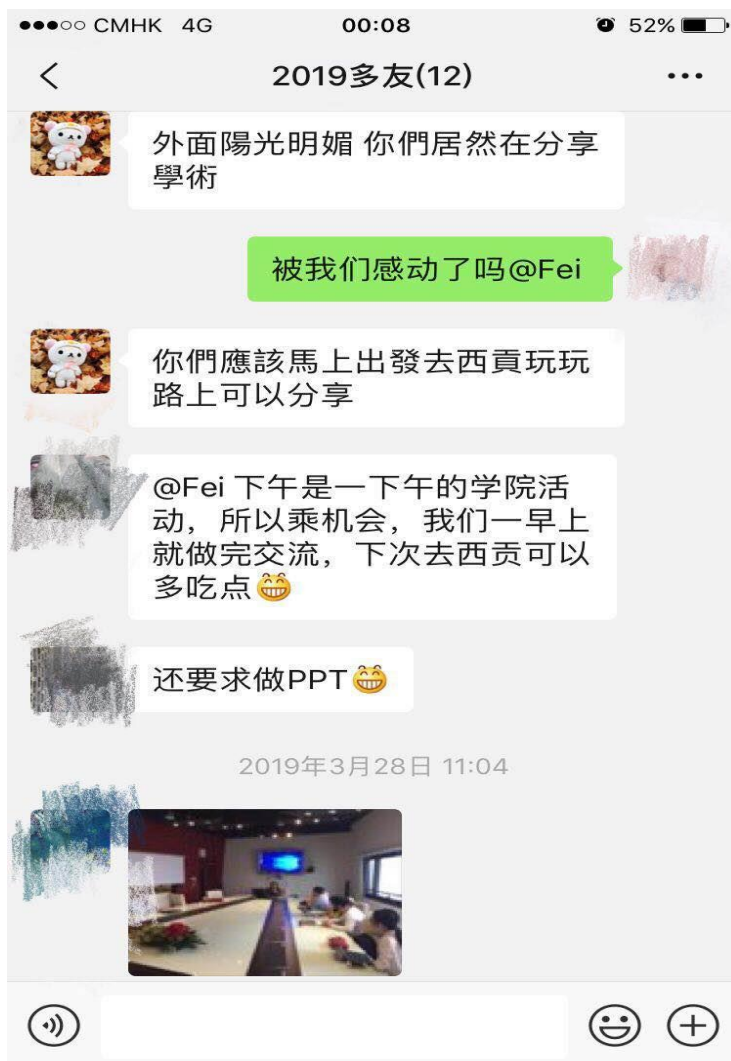 CMHK 4G 00:08 52%
2019多友(12)
外面陽光明媚 你們居然在分享
學術
被我们感动了吗@Fei
你們應該馬上出發去西貢玩玩
路上可以分享
@Fei 下午是一下午的学院活
动，所以乘机会，我们一早上
就做完交流，下次去西贡可以
多吃点😁
还要求做PPT😁
2019年3月28日 11:04